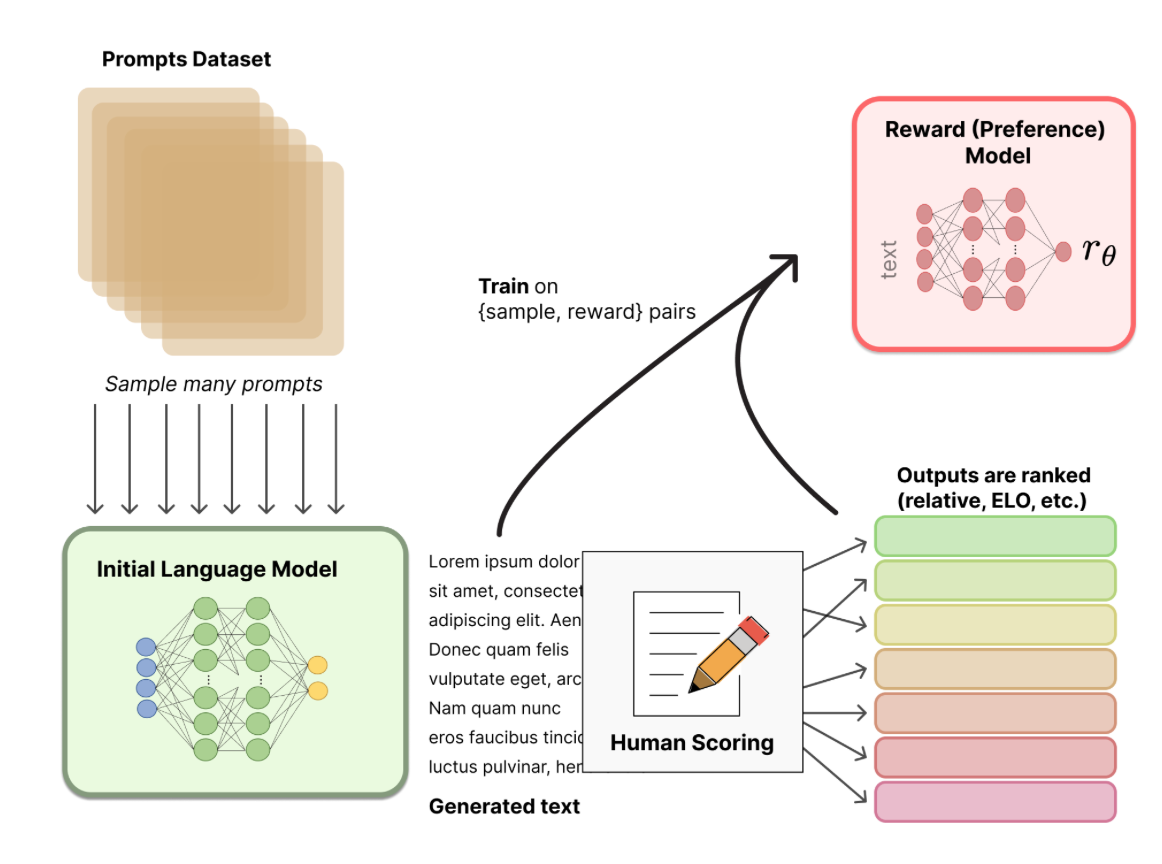 Prompts Dataset
Sample many prompts
Initial Language Model
Train on
{sample, reward} pairs
Reward (Preference)
Model
text
r_θ
Lorem ipsum dolor
sit amet, consectet
adipiscing elit. Aen
Donec quam felis
vulputate eget, arc
Nam quam nunc
eros faucibus tincid
luctus pulvinar, her
Generated text
Human Scoring
Outputs are ranked
(relative, ELO, etc.)